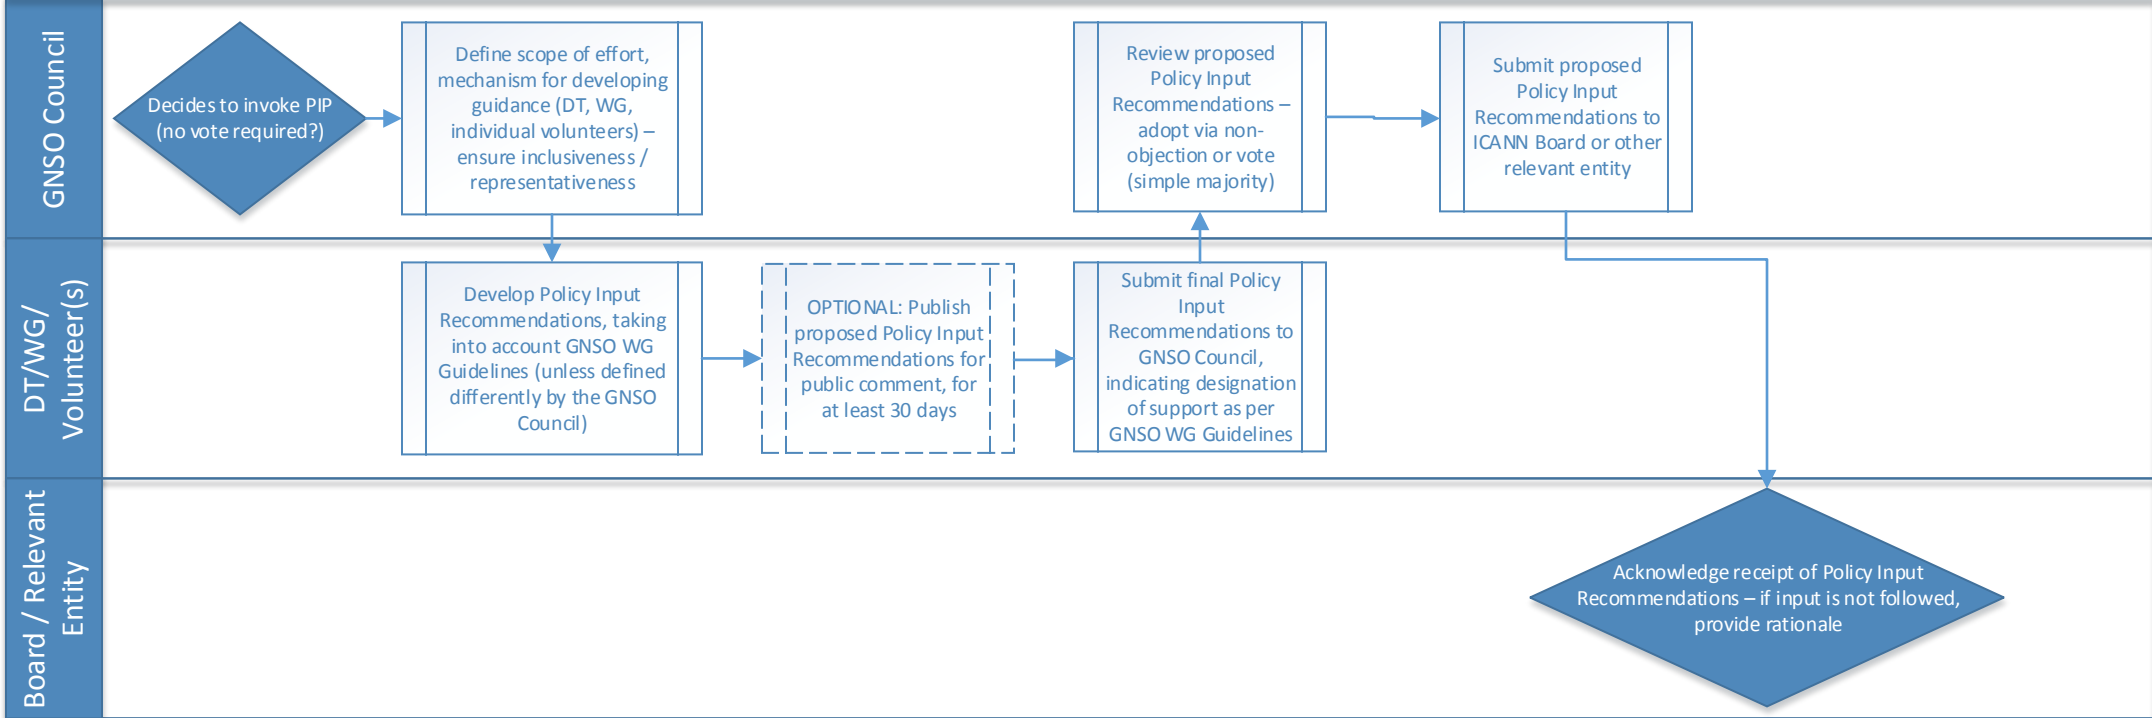 GNSO Council
Decides to invoke PIP
(no vote required?)
Define scope of effort,
mechanism for developing
guidance (DT, WG,
individual volunteers) –
ensure inclusiveness /
representativeness
Review proposed
Policy Input
Recommendations –
adopt via non-
objection or vote
(simple majority)
Submit proposed
Policy Input
Recommendations to
ICANN Board or other
relevant entity
DT/WG/
Volunteer(s)
Develop Policy Input
Recommendations, taking
into account GNSO WG
Guidelines (unless defined
differently by the GNSO
Council)
OPTIONAL: Publish
proposed Policy Input
Recommendations for
public comment, for
at least 30 days
Submit final Policy
Input
Recommendations to
GNSO Council,
indicating designation
of support as per
GNSO WG Guidelines
Board / Relevant
Entity
Acknowledge receipt of Policy Input
Recommendations – if input is not followed,
provide rationale